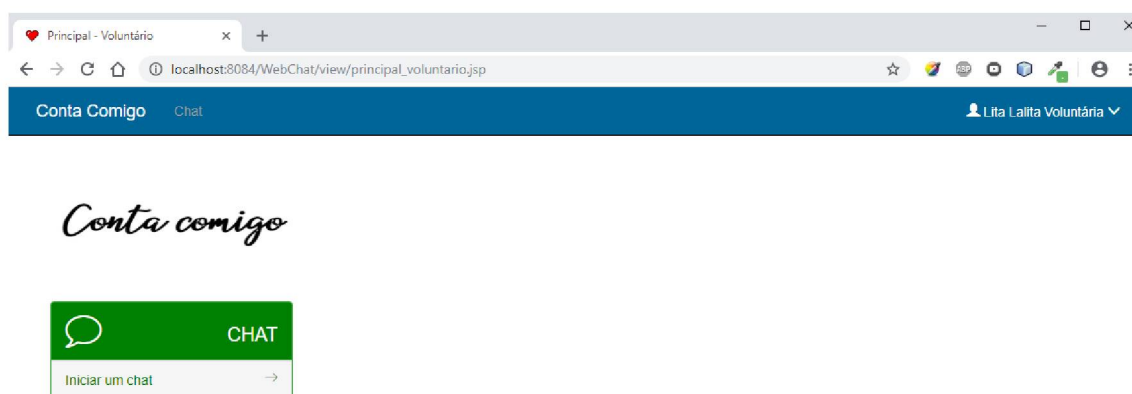 Principal - Voluntário
localhost:8084/WebChat/view/principal_voluntario.jsp
ABP
Conta Comigo Chat Lita Lalita Voluntária
Conta comigo
CHAT
Iniciar um chat